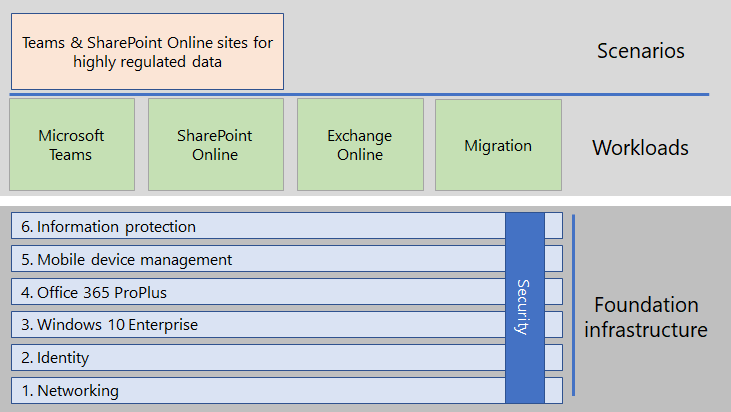 Teams & SharePoint Online sites for
highly regulated data
Scenarios
Microsoft
Teams
SharePoint
Online
Exchange
Online
Migration
Workloads
6. Information protection
5. Mobile device management
4. Office 365 ProPlus
3. Windows 10 Enterprise
2. Identity
1. Networking
Security
Foundation
infrastructure